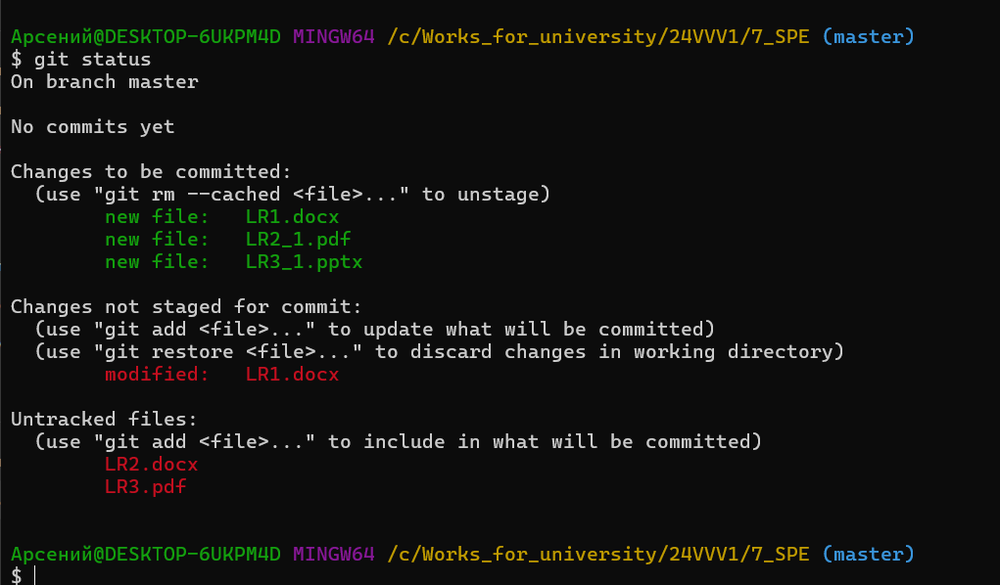 Арсений@DESKTOP-6UKPM4D MINGW64 /c/Works_for_university/24VVV1/7_SPE (master)
$ git status
On branch master
No commits yet
Changes to be committed:
(use "git rm --cached <file>..." to unstage)
new file: LR1.docx
new file: LR2_1.pdf
new file: LR3_1.pptx
Changes not staged for commit:
(use "git add <file>..." to update what will be committed)
(use "git restore <file>..." to discard changes in working directory)
modified: LR1.docx
Untracked files:
(use "git add <file>..." to include in what will be committed)
LR2.docx
LR3.pdf
Арсений@DESKTOP-6UKPM4D MINGW64 /c/Works_for_university/24VVV1/7_SPE (master)
$